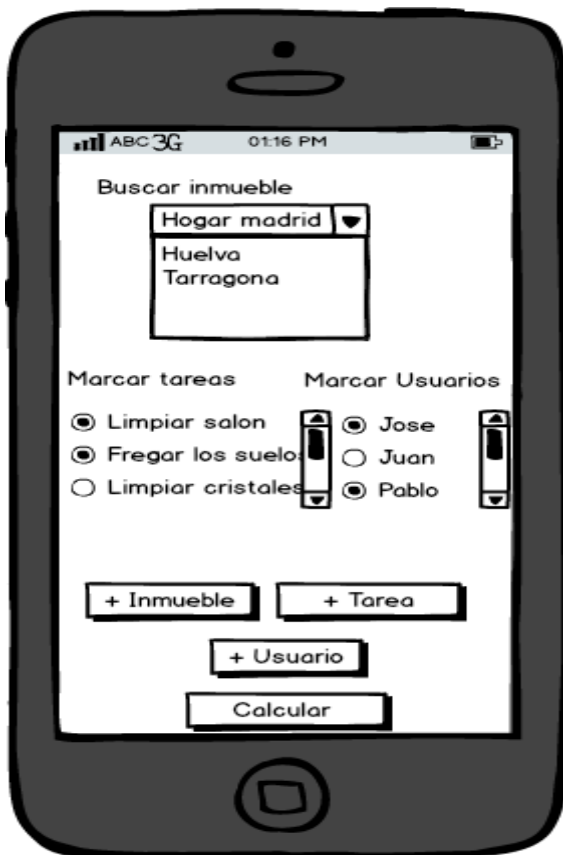 ABC 3G 01:16 PM
Buscar inmueble
Hogar madrid
Huelva
Tarragona
Marcar tareas
Limpiar salon
Fregar los suelos
Limpiar cristales
Marcar Usuarios
Jose
Juan
Pablo
+ Inmueble
+ Tarea
+ Usuario
Calcular